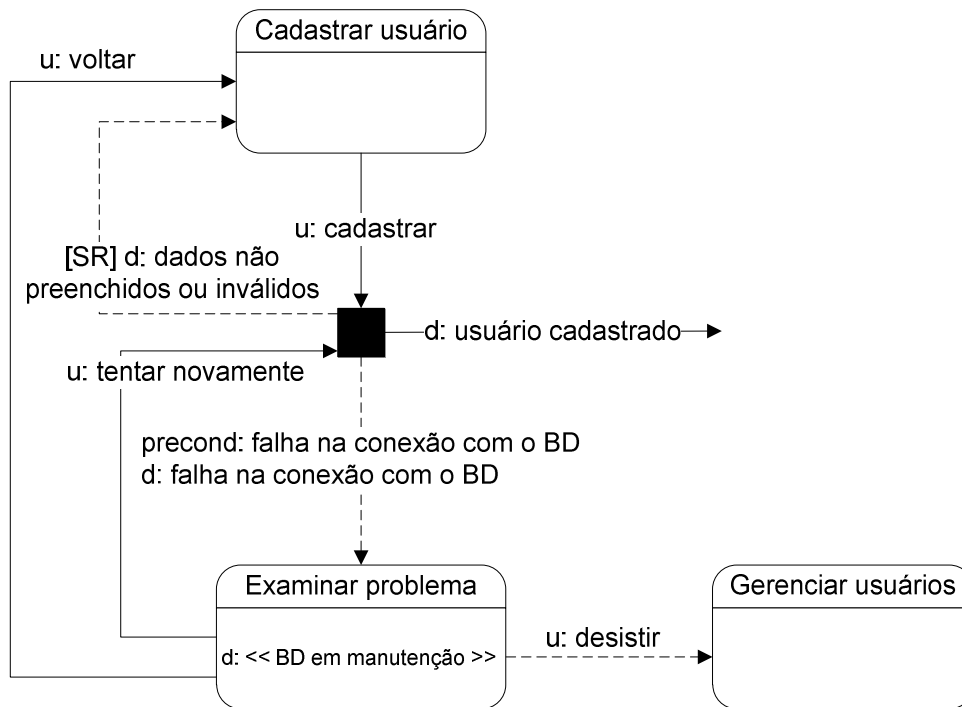 Cadastrar usuário
u: voltar
u: cadastrar
[SR] d: dados não
preenchidos ou inválidos
d: usuário cadastrado
u: tentar novamente
precond: falha na conexão com o BD
d: falha na conexão com o BD
Examinar problema
d: << BD em manutenção >>
u: desistir
Gerenciar usuários